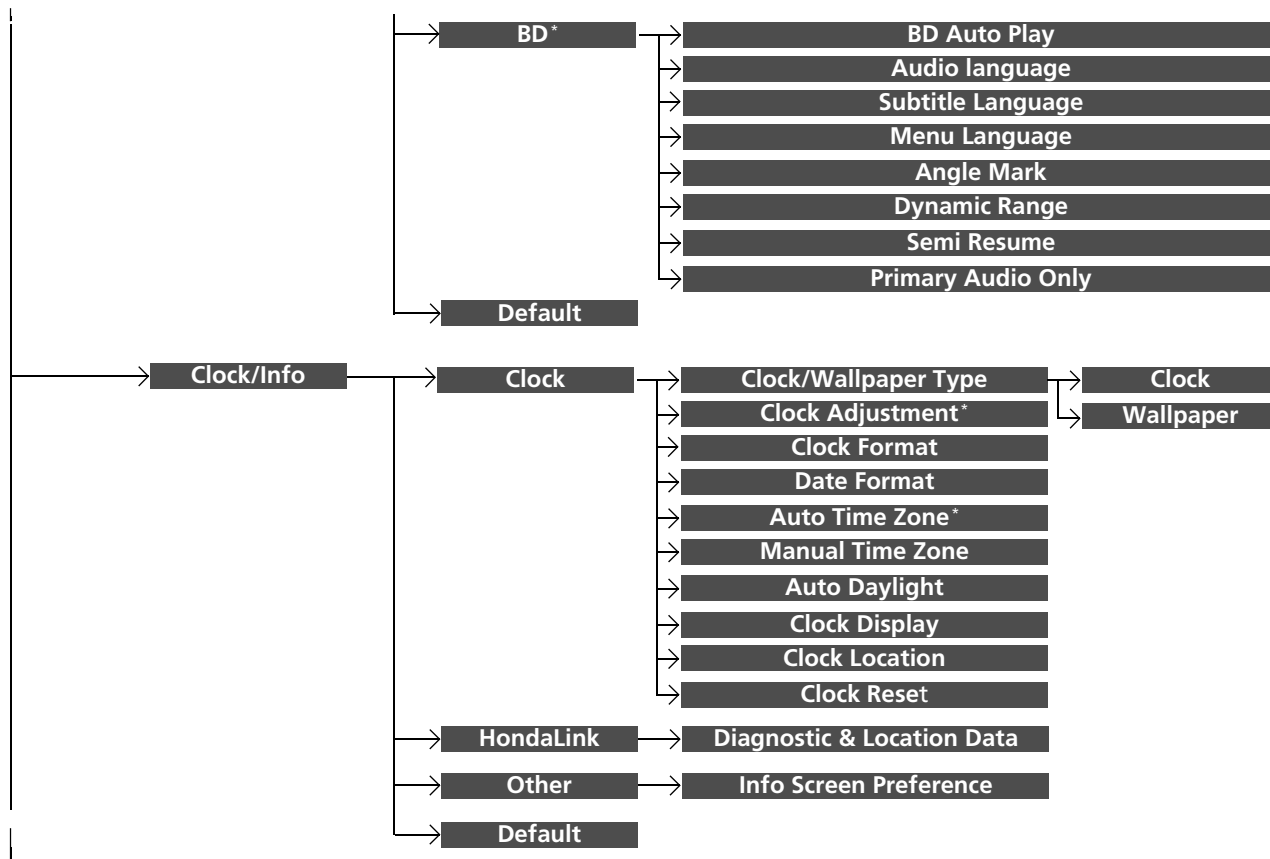 BD* BD Auto Play
Audio language
Subtitle Language
Menu Language
Angle Mark
Dynamic Range
Semi Resume
Primary Audio Only
Default
Clock/Info Clock Clock/Wallpaper Type Clock
Clock Adjustment* Wallpaper
Clock Format
Date Format
Auto Time Zone*
Manual Time Zone
Auto Daylight
Clock Display
Clock Location
Clock Reset
HondaLink Diagnostic & Location Data
Other Info Screen Preference
Default